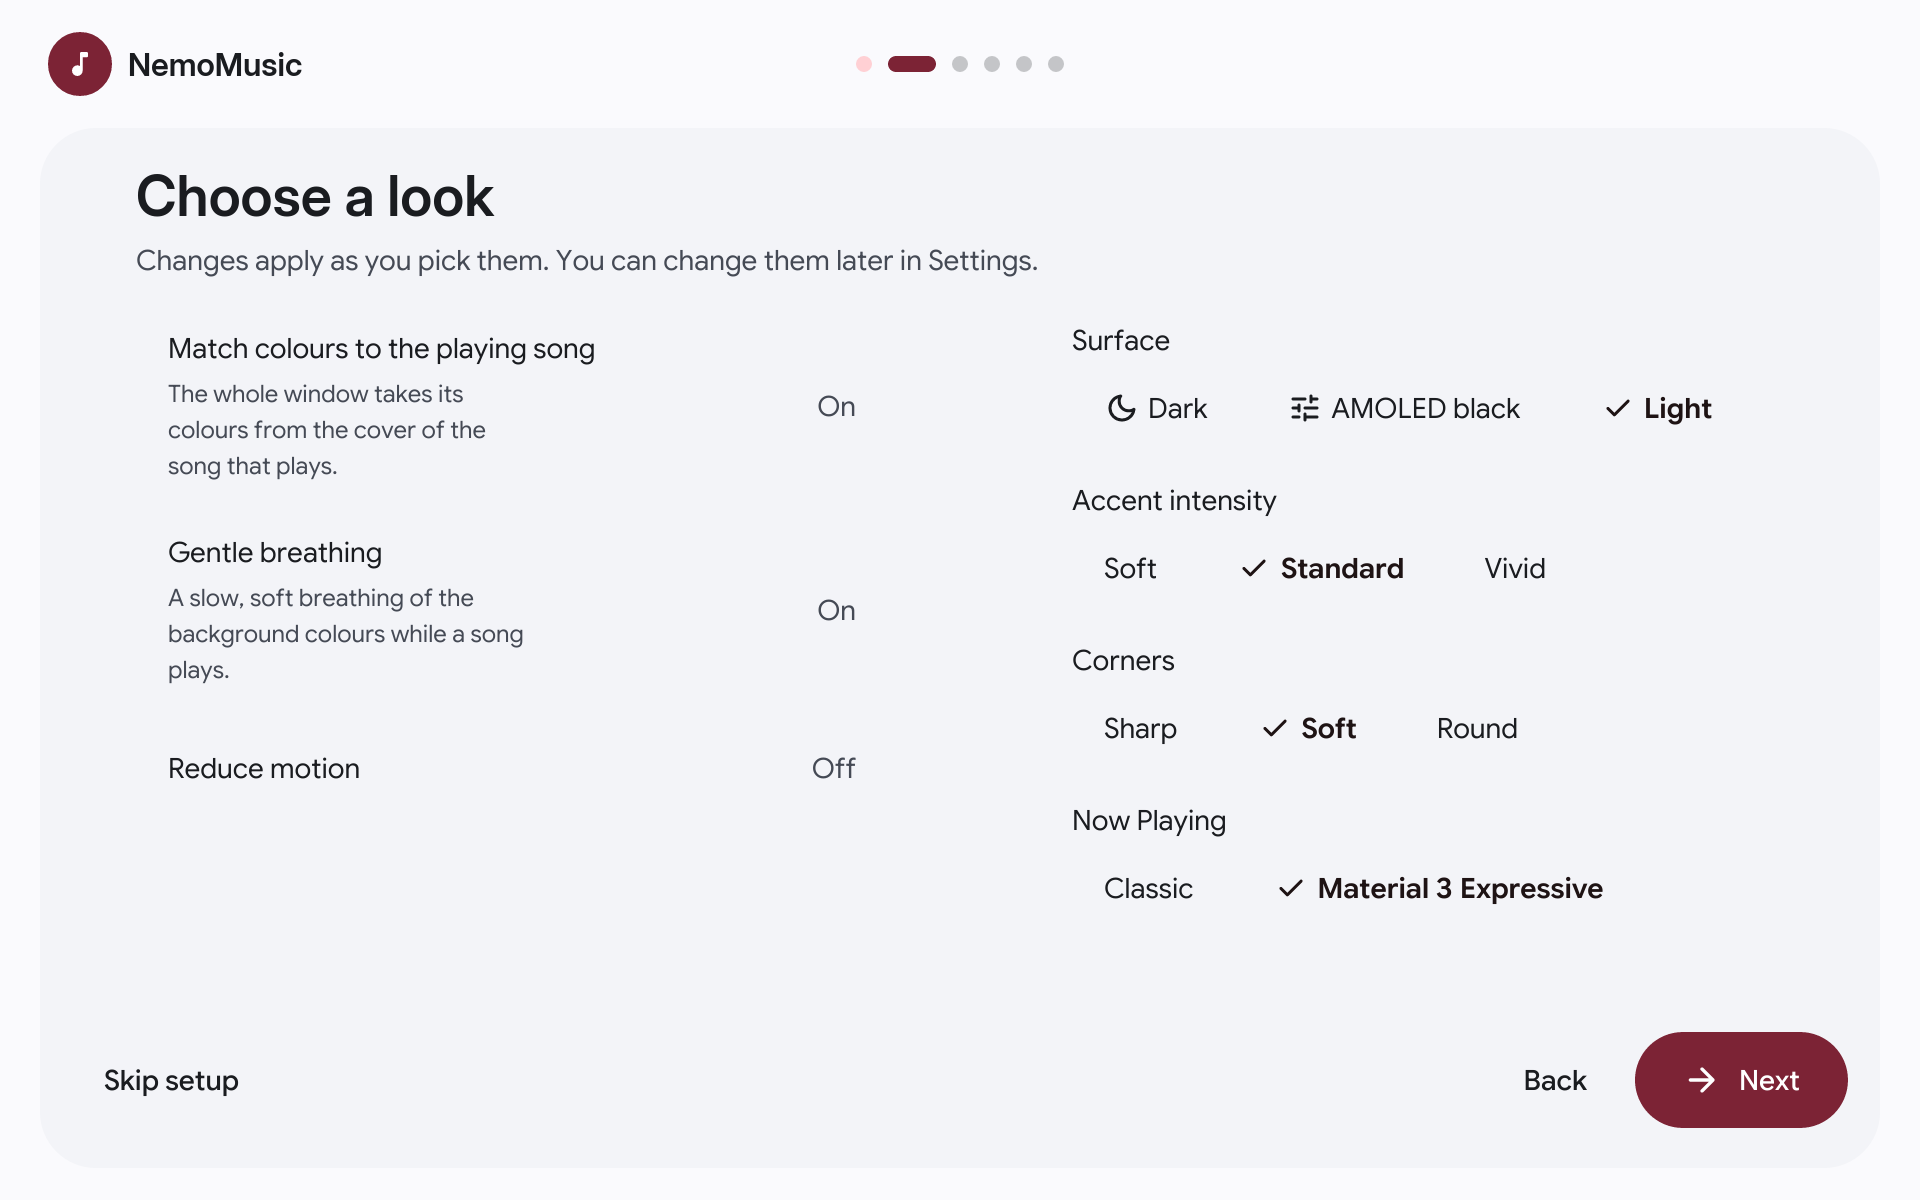 NemoMusic
Choose a look
Changes apply as you pick them. You can change them later in Settings.
Match colours to the playing song
The whole window takes its
colours from the cover of the
song that plays.
On
Gentle breathing
A slow, soft breathing of the
background colours while a song
plays.
On
Reduce motion
Off
Surface
Dark
AMOLED black
Light
Accent intensity
Soft
Standard
Vivid
Corners
Sharp
Soft
Round
Now Playing
Classic
Material 3 Expressive
Skip setup
Back
Next